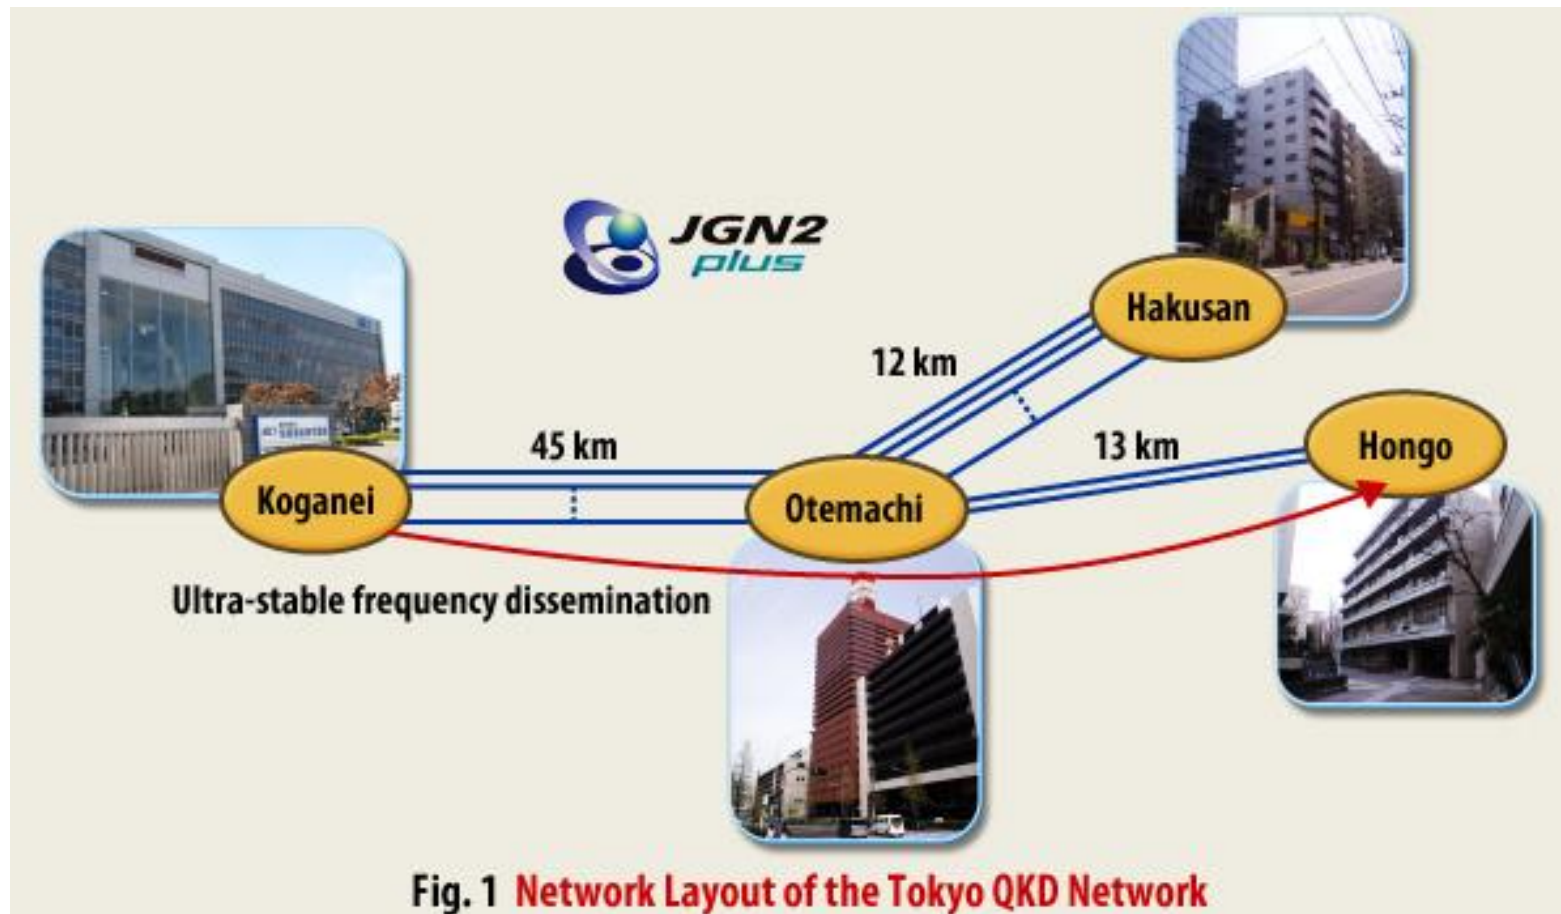 JGN2
plus
Hakusan
12 km
45 km
13 km
Hongo
Koganei
Otemachi
Ultra-stable frequency dissemination
Fig. 1 Network Layout of the Tokyo QKD Network